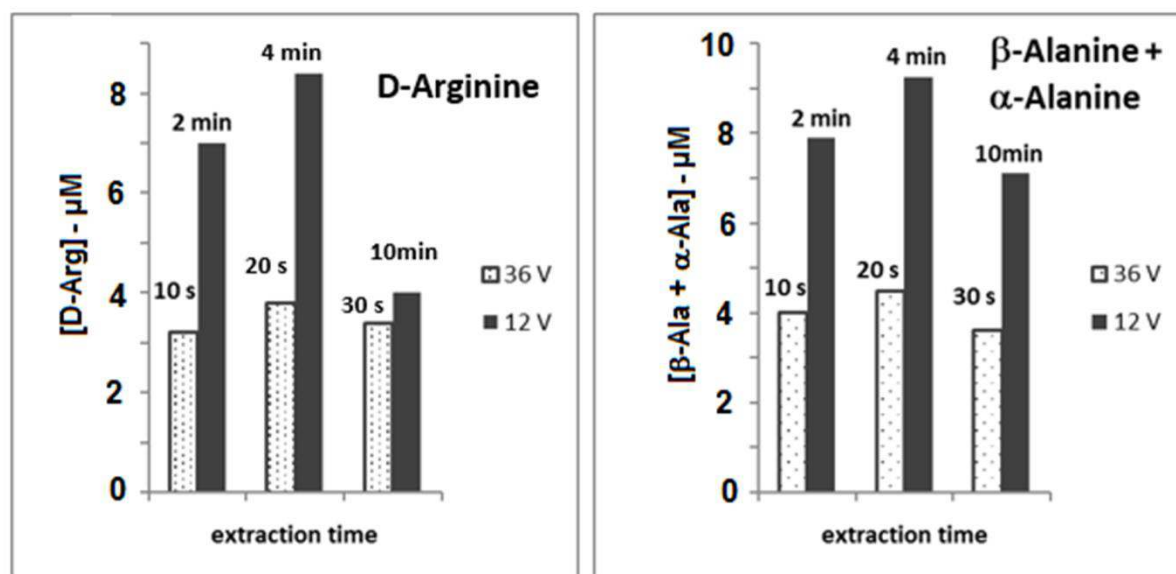 4 min
D-Arginine
2 min
10min
20 s
10 s
30 s
36 V
12 V
8
6
4
2
0
[D-Arg] - µM
extraction time
β-Alanine +
α-Alanine
4 min
2 min
10min
20 s
10 s
30 s
36 V
12 V
10
8
6
4
2
0
[β-Ala + α-Ala] - µM
extraction time